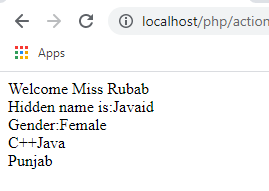 localhost/php/action
Apps
Welcome Miss Rubab
Hidden name is:Javaid
Gender:Female
C++Java
Punjab